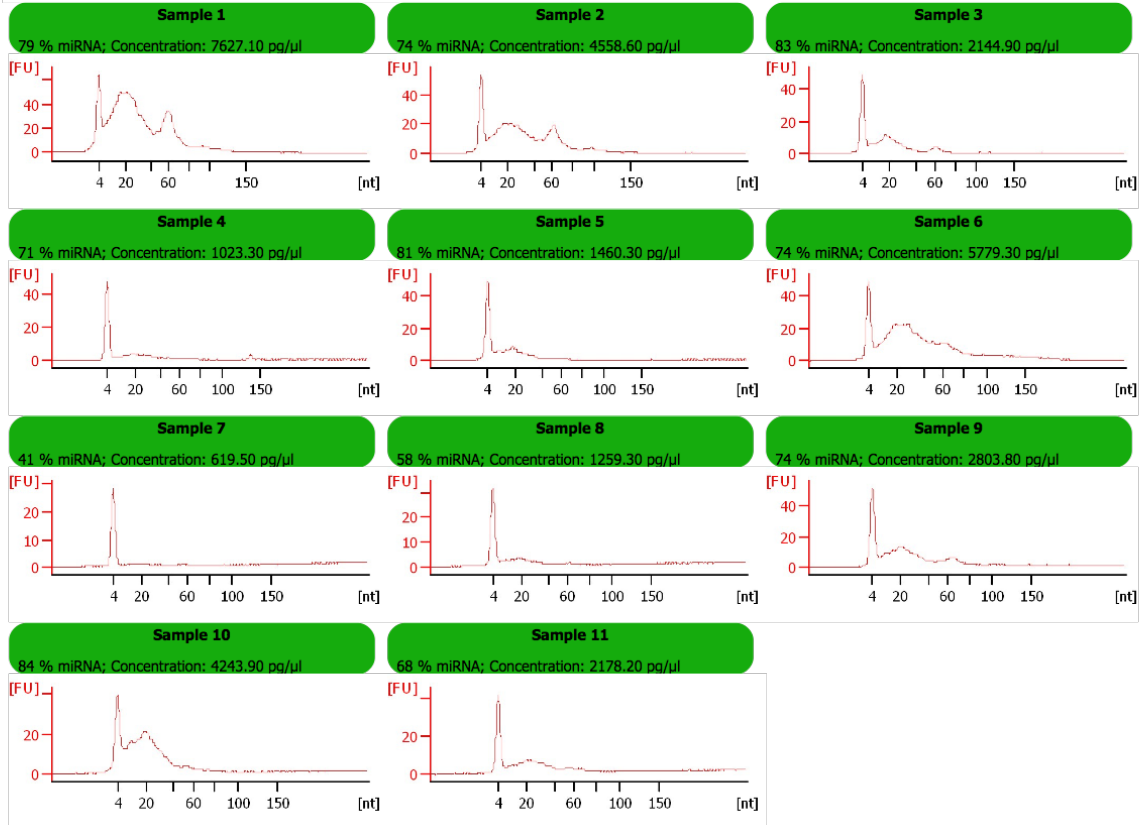 Sample 1
79 % miRNA; Concentration: 7627.10 pg/µl
[FU]
40
20
0
4 20 60 150 [nt]
Sample 2
74 % miRNA; Concentration: 4558.60 pg/µl
[FU]
40
20
0
4 20 60 150 [nt]
Sample 3
83 % miRNA; Concentration: 2144.90 pg/µl
[FU]
40
20
0
4 20 60 100 150 [nt]
Sample 4
71 % miRNA; Concentration: 1023.30 pg/µl
[FU]
40
20
0
4 20 60 100 150 [nt]
Sample 5
81 % miRNA; Concentration: 1460.30 pg/µl
[FU]
40
20
0
4 20 60 100 150 [nt]
Sample 6
74 % miRNA; Concentration: 5779.30 pg/µl
[FU]
40
20
0
4 20 60 100 150 [nt]
Sample 7
41 % miRNA; Concentration: 619.50 pg/µl
[FU]
20
10
0
4 20 60 100 150 [nt]
Sample 8
58 % miRNA; Concentration: 1259.30 pg/µl
[FU]
20
10
0
4 20 60 100 150 [nt]
Sample 9
74 % miRNA; Concentration: 2803.80 pg/µl
[FU]
40
20
0
4 20 60 100 150 [nt]
Sample 10
84 % miRNA; Concentration: 4243.90 pg/µl
[FU]
20
0
4 20 60 100 150 [nt]
Sample 11
68 % miRNA; Concentration: 2178.20 pg/µl
[FU]
20
0
4 20 60 100 150 [nt]